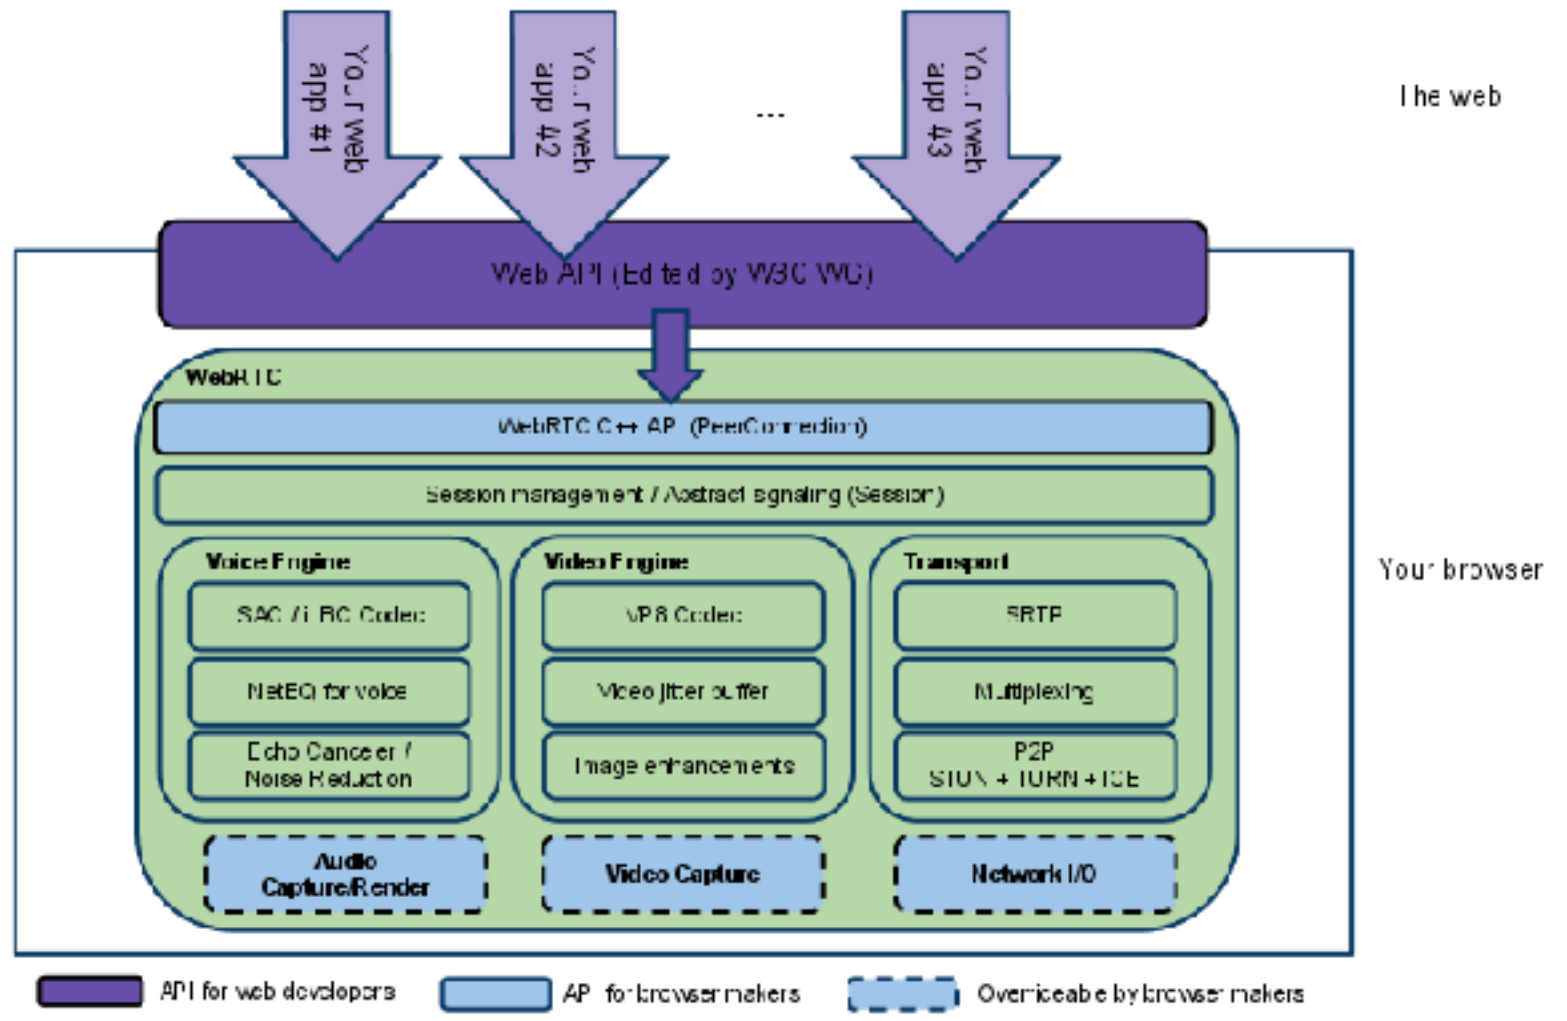 Your web
app #1
Your web
app #2
...
Your web
app #3
The web
Web API (Edited by W3C WG)
WebRTC
WebRTC C++ API (PeerConnection)
Session management / Abstract signaling (Session)
Voice Engine
iSAC / iLBC Codec
NetEQ for voice
Echo Canceler /
Noise Reduction
Video Engine
VP8 Codec
Video jitter buffer
Image enhancements
Transport
SRTP
Multiplexing
P2P
STUN + TURN + ICE
Your browser
Audio
Capture/Render
Video Capture
Network I/O
API for web developers
API for browser makers
Overrideable by browser makers